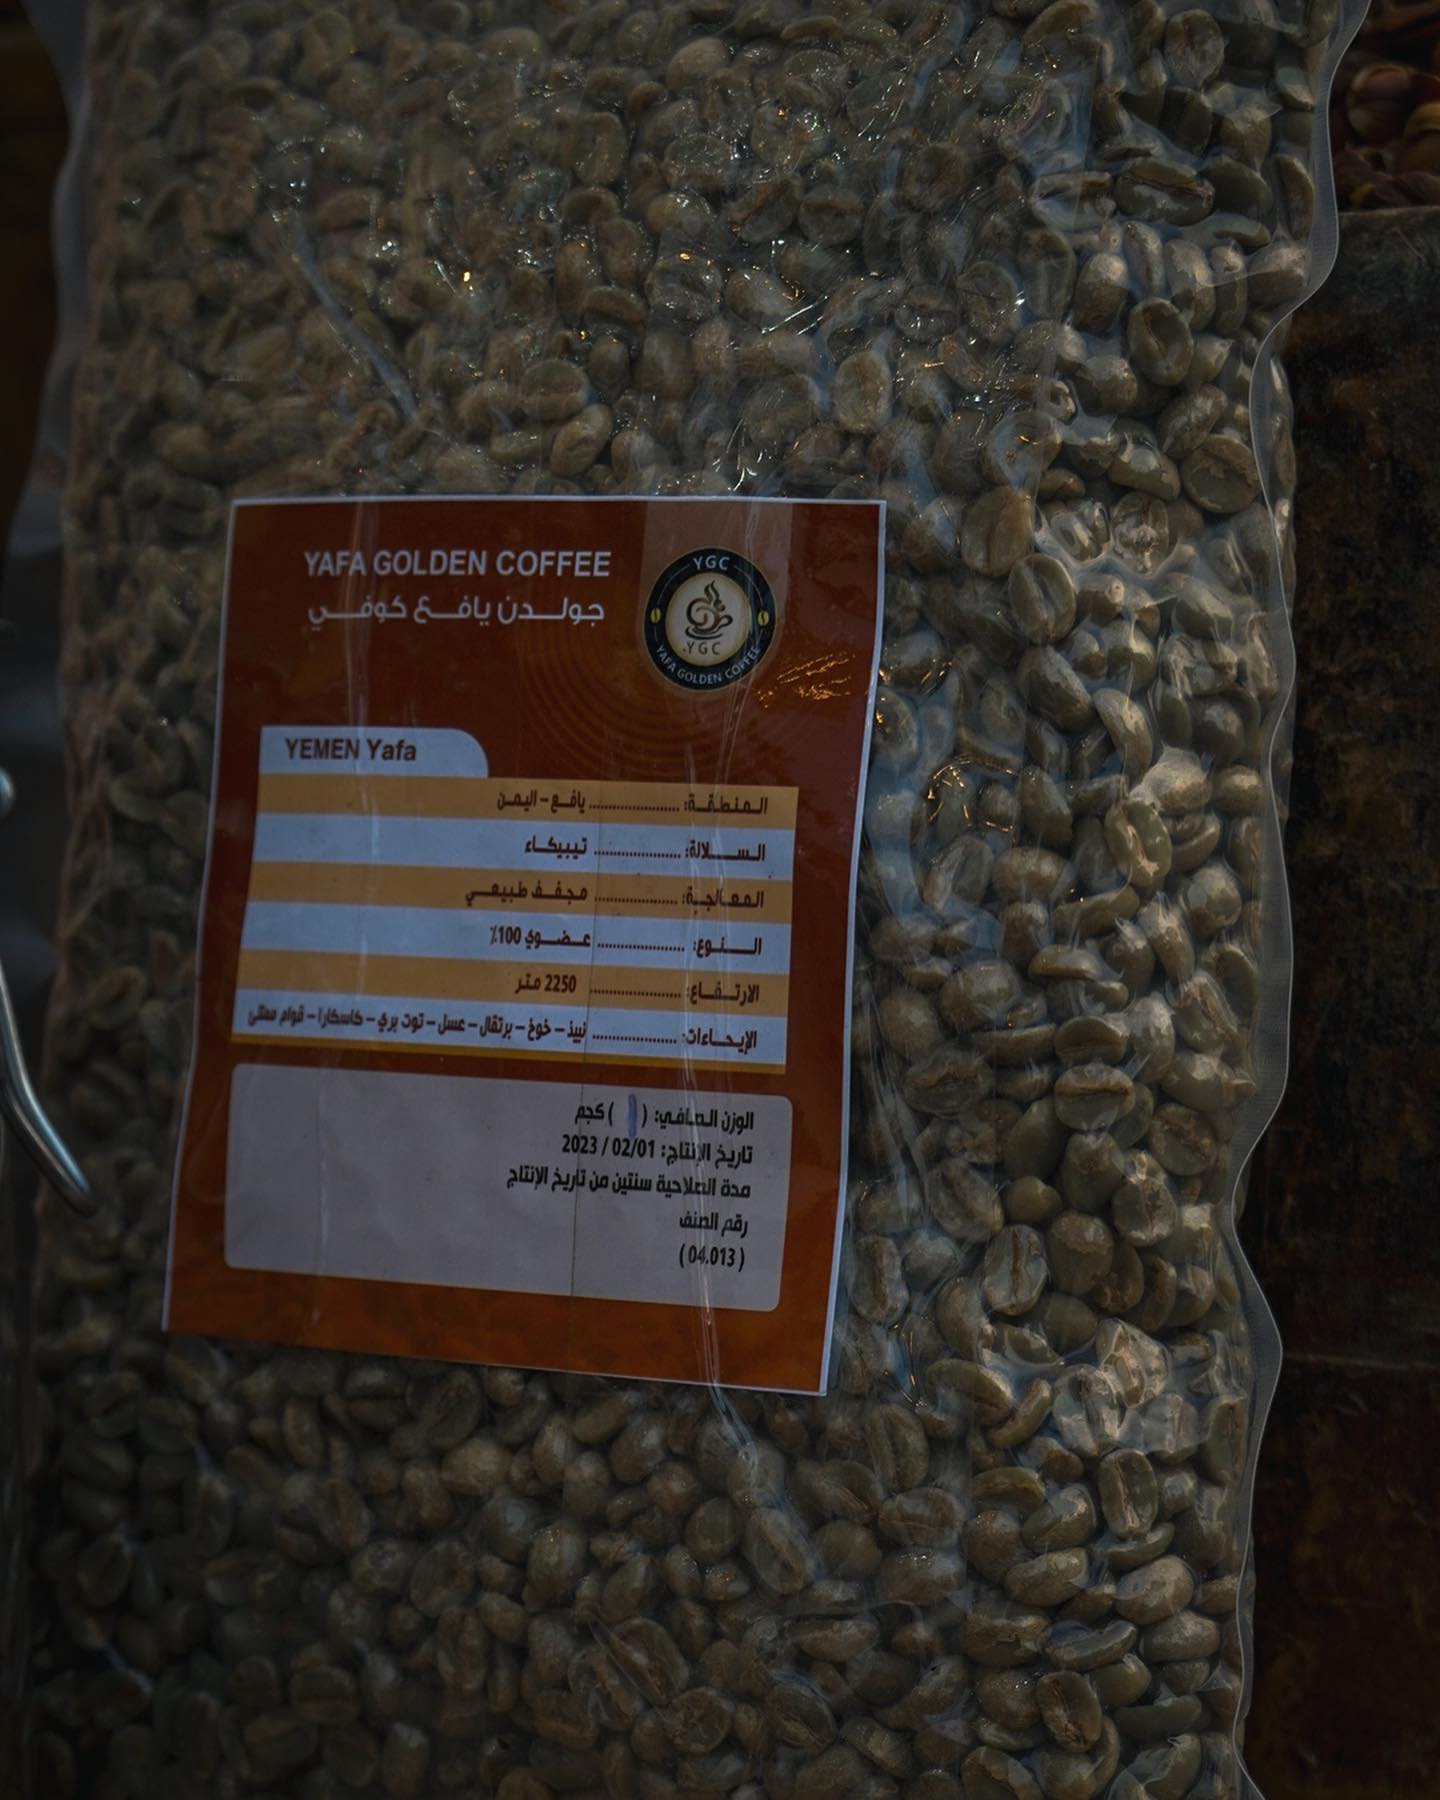 YAFA GOLDEN COFFEE
جولدن يافع كوفي
YGC
YGC
YAFA GOLDEN COFFEE
YEMEN Yafa
المنطقة: ...................... يافع – اليمن
السلالة: ...................... تيبيكاء
المعالجة: .................... مجفف طبيعي
النوع: ...................... عضوي 100٪
الارتفاع: ...................... 2250 متر
الإيحاءات: .................... نبيذ – خوخ – برتقال – عسل – توت بري – كاسكارا – قوام ممتلئ
الوزن الصافي: ( ) كجم
تاريخ الإنتاج: 2023 / 02/01
مدة الصلاحية سنتين من تاريخ الإنتاج
رقم الصنف
( 04.013 )